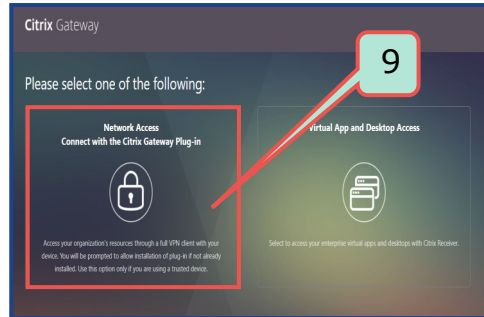 Citrix Gateway
9
Please select one of the following:
Network Access
Connect with the Citrix Gateway Plug-in
Access your organization's resources through a full VPN client with your
device. You will be prompted to allow installation of plug-in if not already
installed. Use this option only if you are using a trusted device.
Virtual App and Desktop Access
Select to access your enterprise virtual apps and desktops with Citrix Receiver.